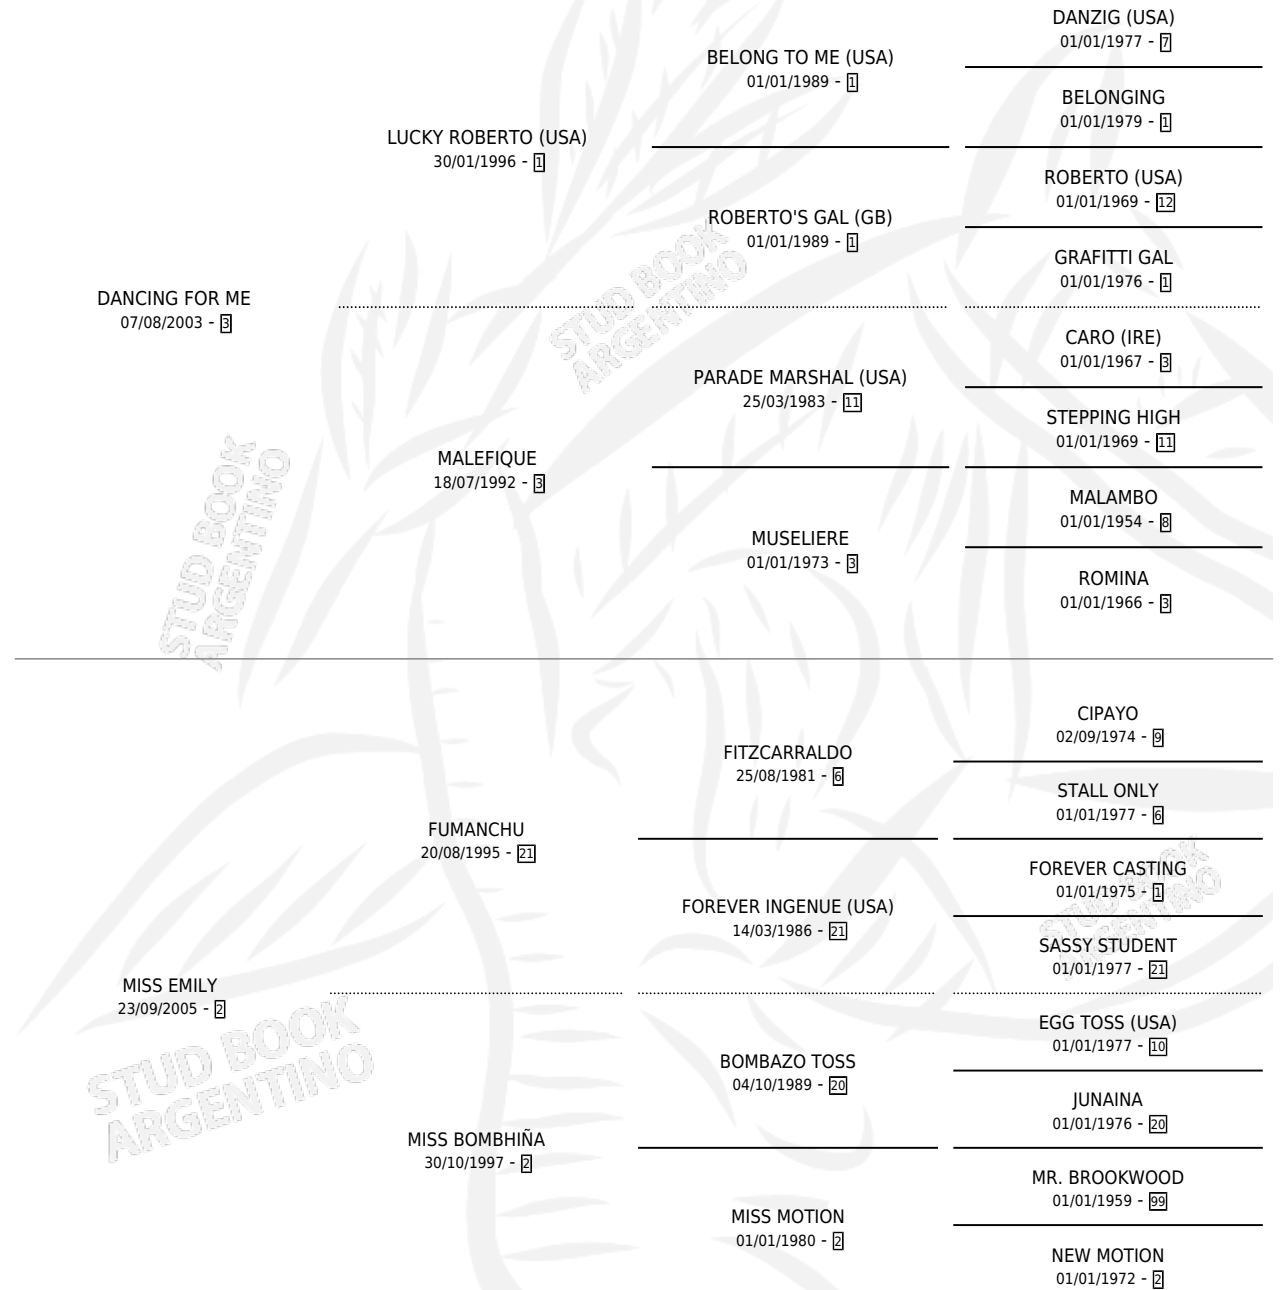 DANZIG (USA)
01/01/1977 - 7
BELONG TO ME (USA)
01/01/1989 - 1
BELONGING
01/01/1979 - 1
LUCKY ROBERTO (USA)
30/01/1996 - 1
ROBERTO (USA)
01/01/1969 - 12
ROBERTO'S GAL (GB)
01/01/1989 - 1
GRAFITTI GAL
01/01/1976 - 1
DANCING FOR ME
07/08/2003 - 3
STUD BOOK
ARGENTINO
CARO (IRE)
01/01/1967 - 3
PARADE MARSHAL (USA)
25/03/1983 - 11
STEPPING HIGH
01/01/1969 - 11
MALEFIQUE
18/07/1992 - 3
MALAMBO
01/01/1954 - 8
MUSELIERE
01/01/1973 - 3
ROMINA
01/01/1966 - 3
STUD BOOK
ARGENTINO
CIPAYO
02/09/1974 - 9
FITZCARRALDO
25/08/1981 - 6
STALL ONLY
01/01/1977 - 6
FUMANCHU
20/08/1995 - 21
FOREVER CASTING
01/01/1975 - 1
FOREVER INGENUE (USA)
14/03/1986 - 21
STUD BOOK
ARGENTINO
SASSY STUDENT
01/01/1977 - 21
MISS EMILY
23/09/2005 - 2
STUD BOOK
ARGENTINO
EGG TOSS (USA)
01/01/1977 - 10
BOMBAZO TOSS
04/10/1989 - 20
JUNAINA
01/01/1976 - 20
MISS BOMBHIÑA
30/10/1997 - 2
MR. BROOKWOOD
01/01/1959 - 99
MISS MOTION
01/01/1980 - 2
NEW MOTION
01/01/1972 - 2